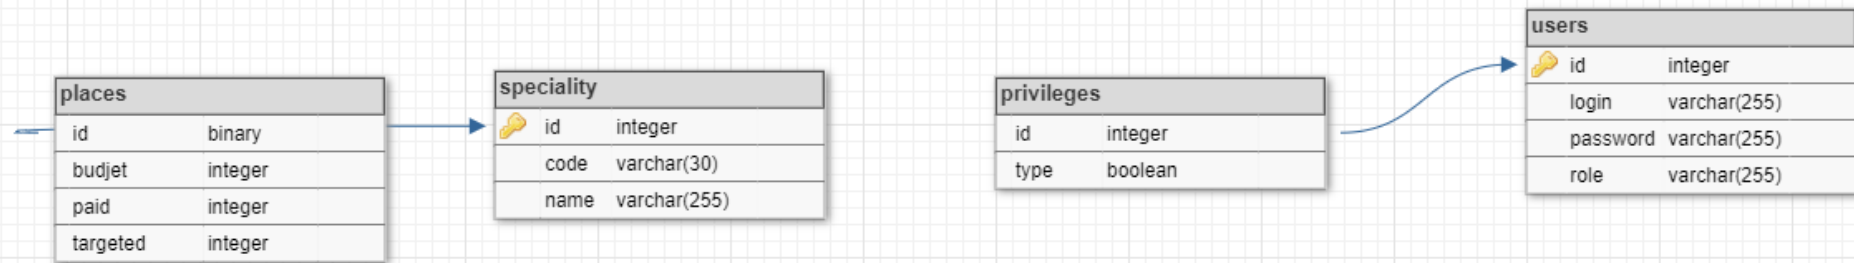 places
id binary
budjet integer
paid integer
targeted integer
speciality
id integer
code varchar(30)
name varchar(255)
privileges
id integer
type boolean
users
id integer
login varchar(255)
password varchar(255)
role varchar(255)